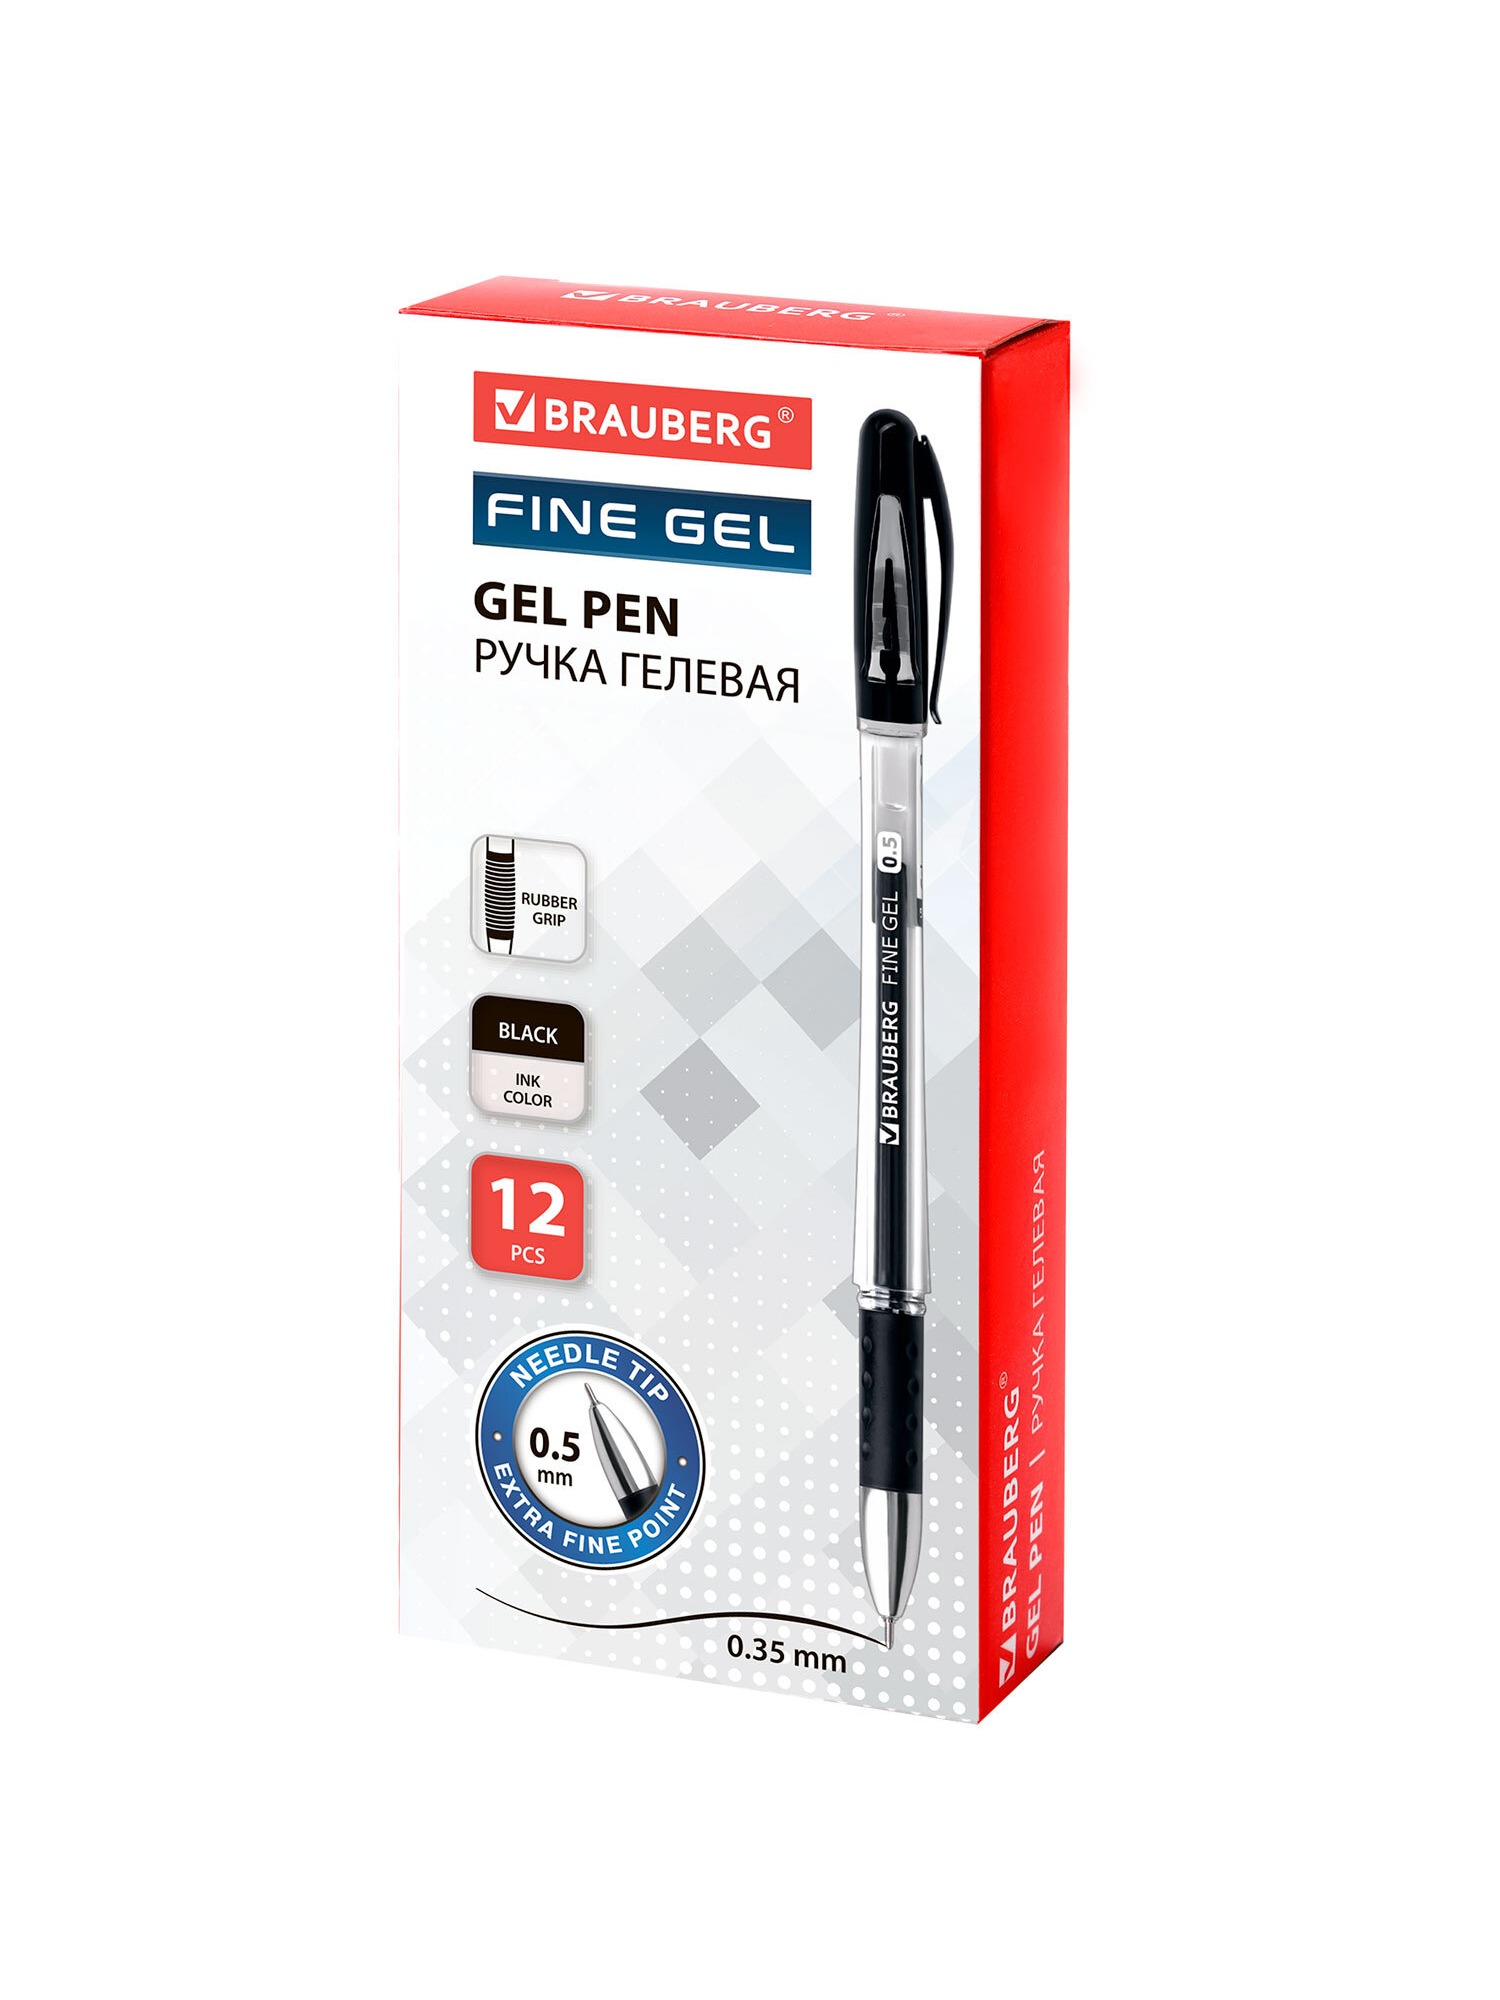 BRAUBERG ®
BRAUBERG ®
FINE GEL
GEL PEN
РУЧКА ГЕЛЕВАЯ
RUBBER
GRIP
BLACK
INK
COLOR
12
PCS
NEEDLE TIP
0.5
mm
EXTRA FINE POINT
0.35 mm
BRAUBERG FINE GEL 0.5
BRAUBERG ®
GEL PEN | РУЧКА ГЕЛЕВАЯ